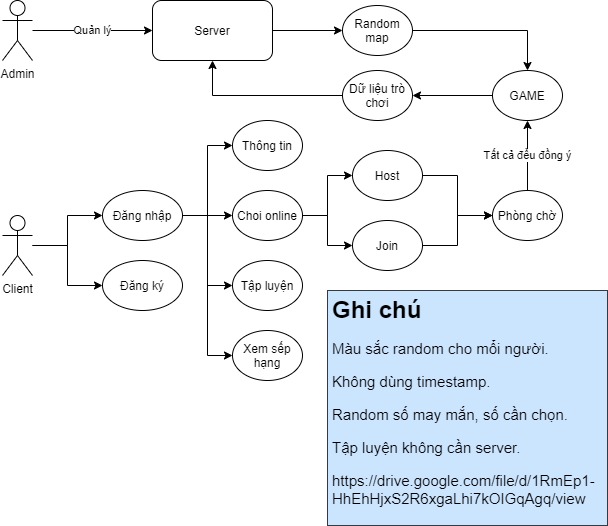 Quản lý
Server
Random
map
Admin
Dữ liệu trò
chơi
GAME
Thông tin
Tất cả đều đồng ý
Host
Đăng nhập
Choi online
Phòng chờ
Join
Client
Đăng ký
Tập luyện
Xem sếp
hạng
Ghi chú
Màu sắc random cho mỗi người.
Không dùng timestamp.
Random số may mắn, số cần chọn.
Tập luyện không cần server.
https://drive.google.com/file/d/1RmEp1-
HhEhHjxS2R6xgaLhi7kOIGqAgq/view